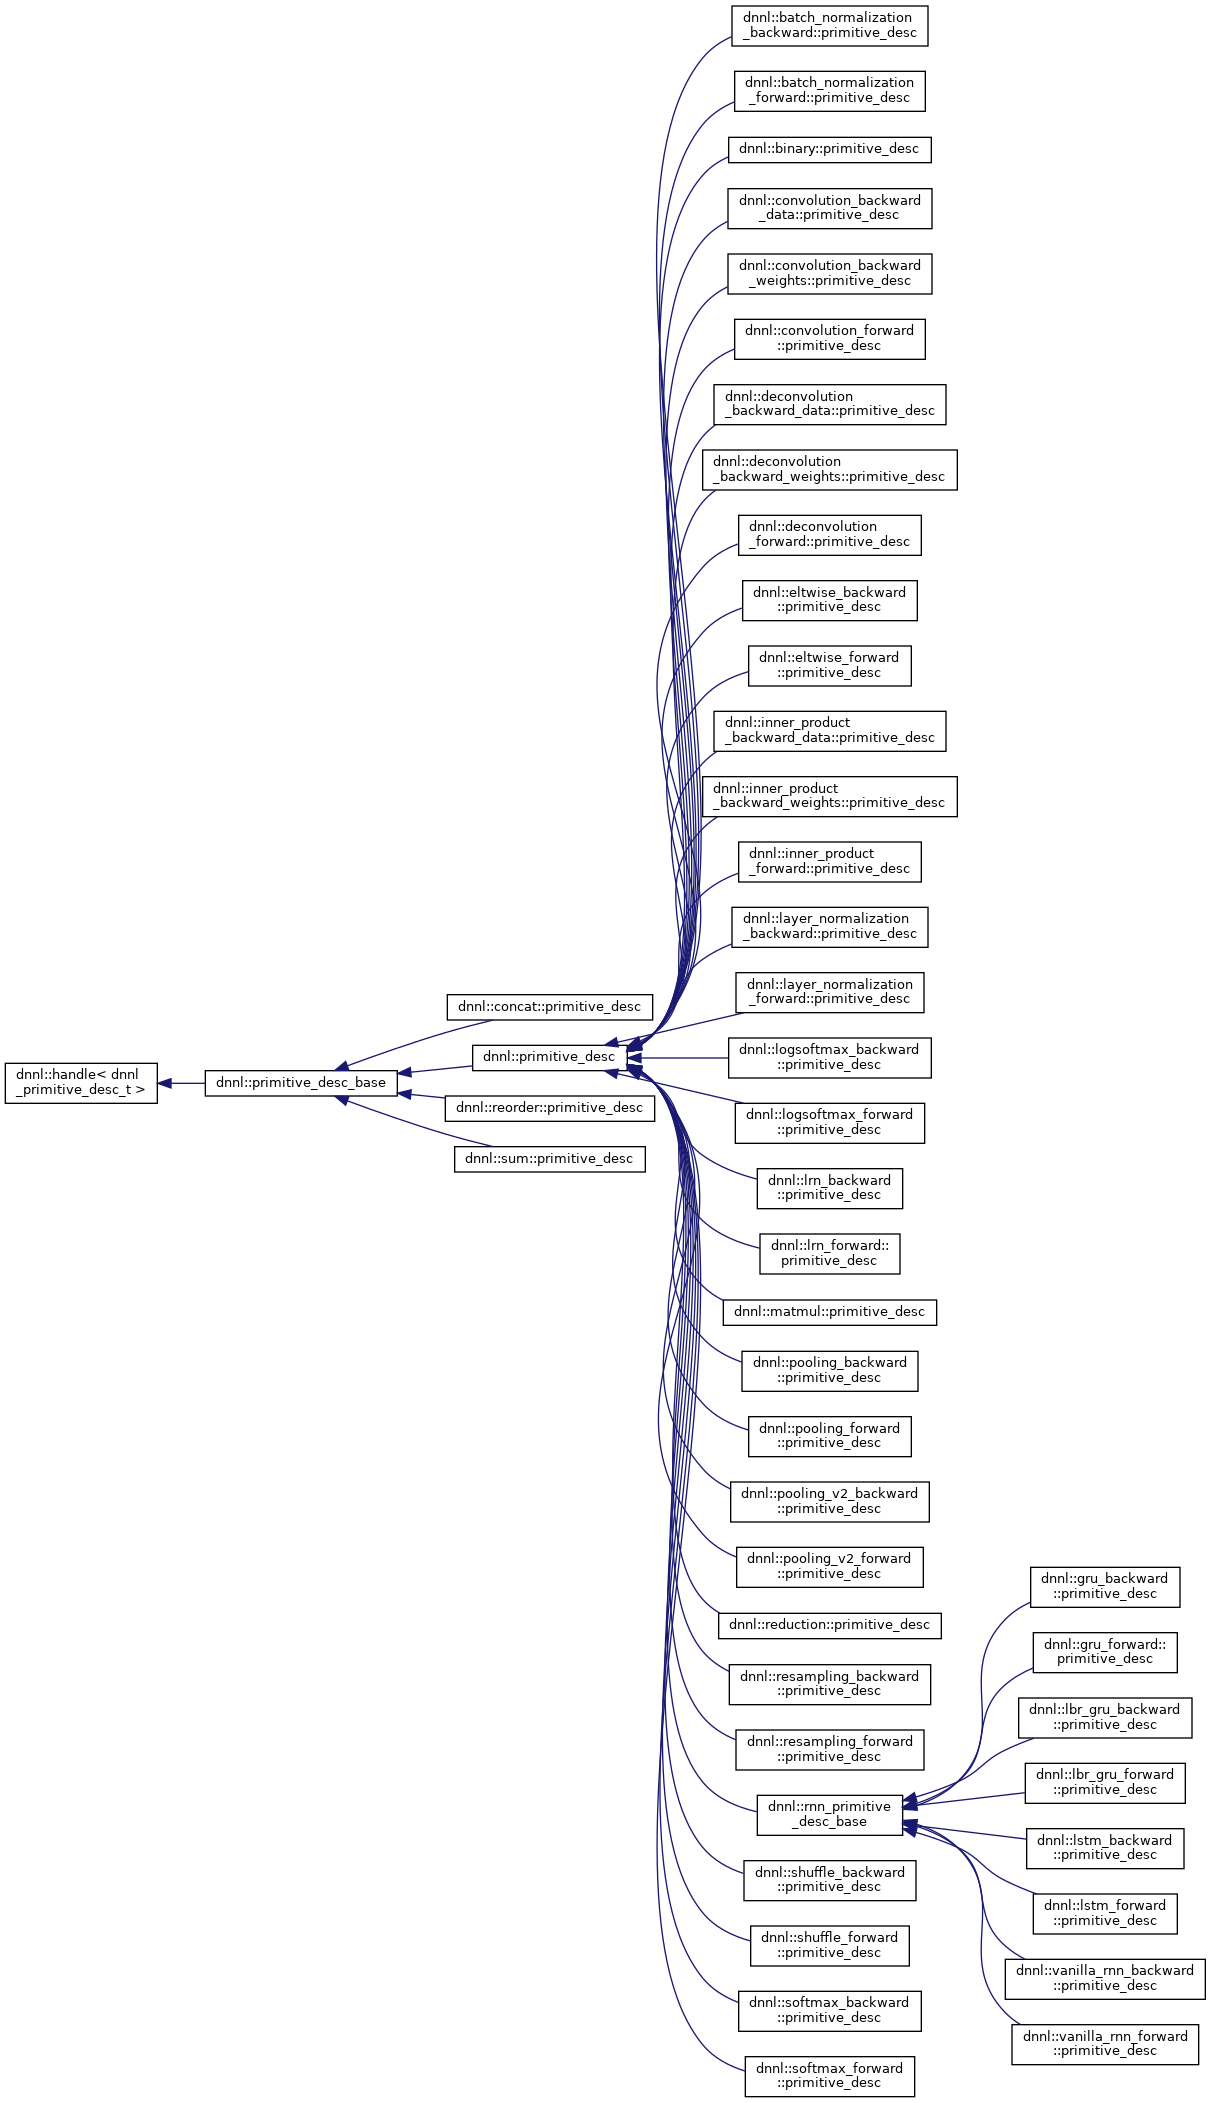 dnnl::handle< dnnl
_primitive_desc_t >
dnnl::primitive_desc_base
dnnl::concat::primitive_desc
dnnl::primitive_desc
dnnl::reorder::primitive_desc
dnnl::sum::primitive_desc
dnnl::batch_normalization
_backward::primitive_desc
dnnl::batch_normalization
_forward::primitive_desc
dnnl::binary::primitive_desc
dnnl::convolution_backward
_data::primitive_desc
dnnl::convolution_backward
_weights::primitive_desc
dnnl::convolution_forward
::primitive_desc
dnnl::deconvolution
_backward_data::primitive_desc
dnnl::deconvolution
_backward_weights::primitive_desc
dnnl::deconvolution
_forward::primitive_desc
dnnl::eltwise_backward
::primitive_desc
dnnl::eltwise_forward
::primitive_desc
dnnl::inner_product
_backward_data::primitive_desc
dnnl::inner_product
_backward_weights::primitive_desc
dnnl::inner_product
_forward::primitive_desc
dnnl::layer_normalization
_backward::primitive_desc
dnnl::layer_normalization
_forward::primitive_desc
dnnl::logsoftmax_backward
::primitive_desc
dnnl::logsoftmax_forward
::primitive_desc
dnnl::lrn_backward
::primitive_desc
dnnl::lrn_forward::
primitive_desc
dnnl::matmul::primitive_desc
dnnl::pooling_backward
::primitive_desc
dnnl::pooling_forward
::primitive_desc
dnnl::pooling_v2_backward
::primitive_desc
dnnl::pooling_v2_forward
::primitive_desc
dnnl::reduction::primitive_desc
dnnl::resampling_backward
::primitive_desc
dnnl::resampling_forward
::primitive_desc
dnnl::rnn_primitive
_desc_base
dnnl::shuffle_backward
::primitive_desc
dnnl::shuffle_forward
::primitive_desc
dnnl::softmax_backward
::primitive_desc
dnnl::softmax_forward
::primitive_desc
dnnl::gru_backward
::primitive_desc
dnnl::gru_forward::
primitive_desc
dnnl::lbr_gru_backward
::primitive_desc
dnnl::lbr_gru_forward
::primitive_desc
dnnl::lstm_backward
::primitive_desc
dnnl::lstm_forward
::primitive_desc
dnnl::vanilla_rnn_backward
::primitive_desc
dnnl::vanilla_rnn_forward
::primitive_desc